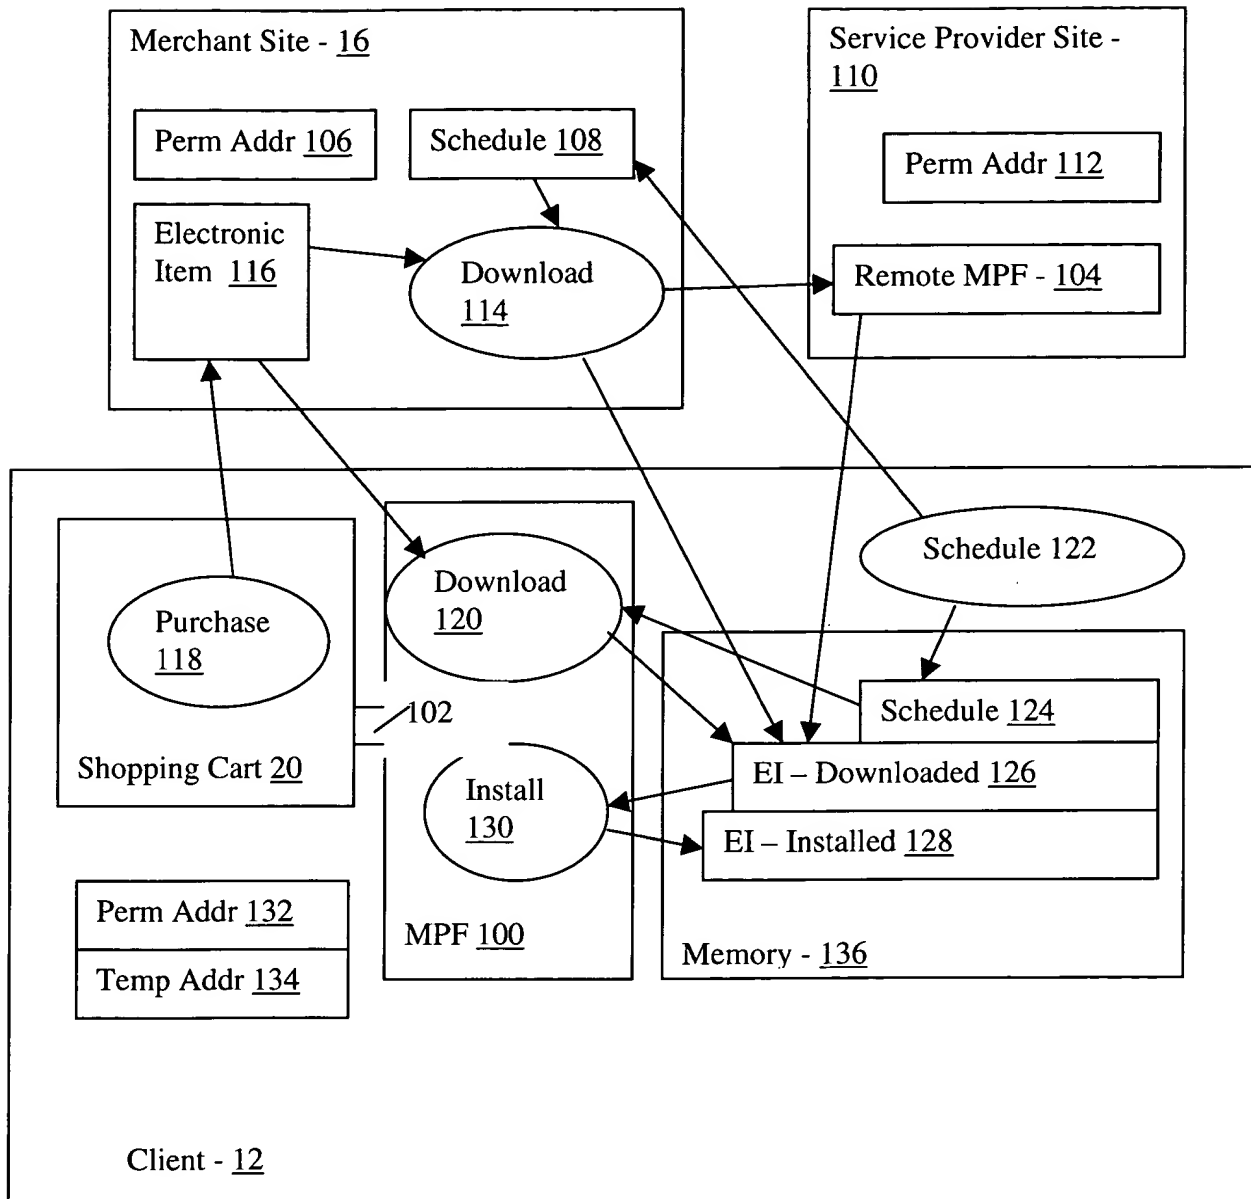 Merchant Site - 16
Perm Addr 106
Schedule 108
Electronic
Item 116
Download
114
Service Provider Site -
110
Perm Addr 112
Remote MPF - 104
Purchase
118
Shopping Cart 20
102
Download
120
Install
130
MPF 100
Schedule 122
Schedule 124
EI – Downloaded 126
EI – Installed 128
Memory - 136
Perm Addr 132
Temp Addr 134
Client - 12